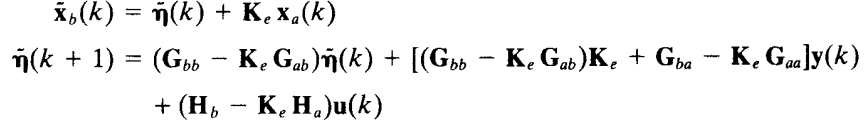 x̃_b(k) = η̃(k) + K_e x_a(k)
η̃(k + 1) = (G_bb − K_e G_ab)η̃(k) + [(G_bb − K_e G_ab)K_e + G_ba − K_e G_aa]y(k)
+ (H_b − K_e H_a)u(k)